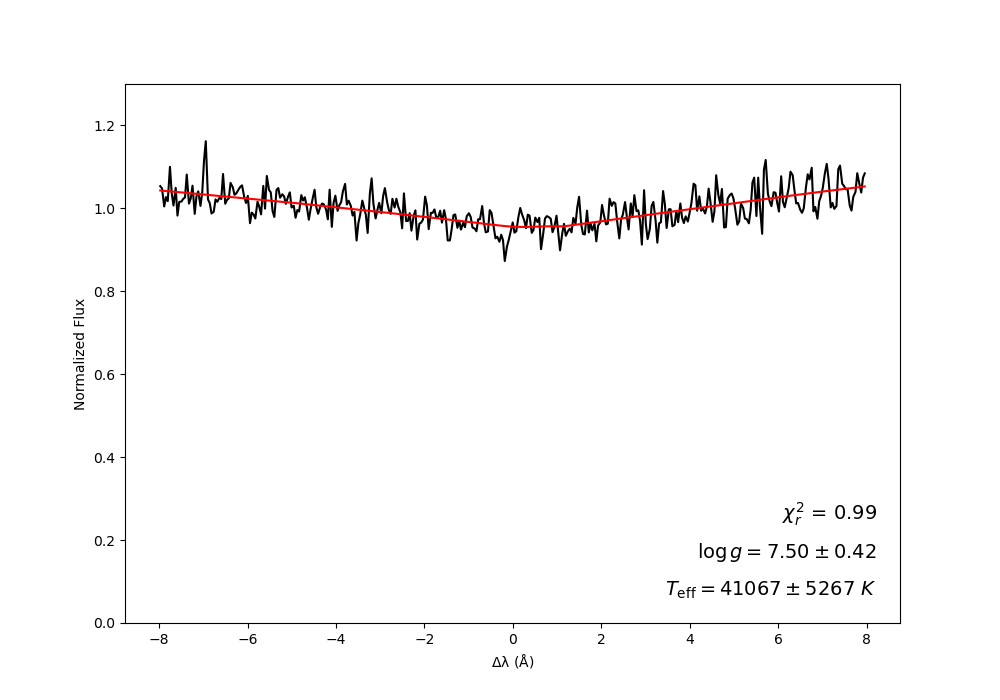 1.2
1.0
0.8
0.6
0.4
0.2
0.0
Normalized Flux
χ²ᵣ = 0.99
log g = 7.50 ± 0.42
T_eff = 41067 ± 5267 K
−8 −6 −4 −2 0 2 4 6 8
Δλ (Å)